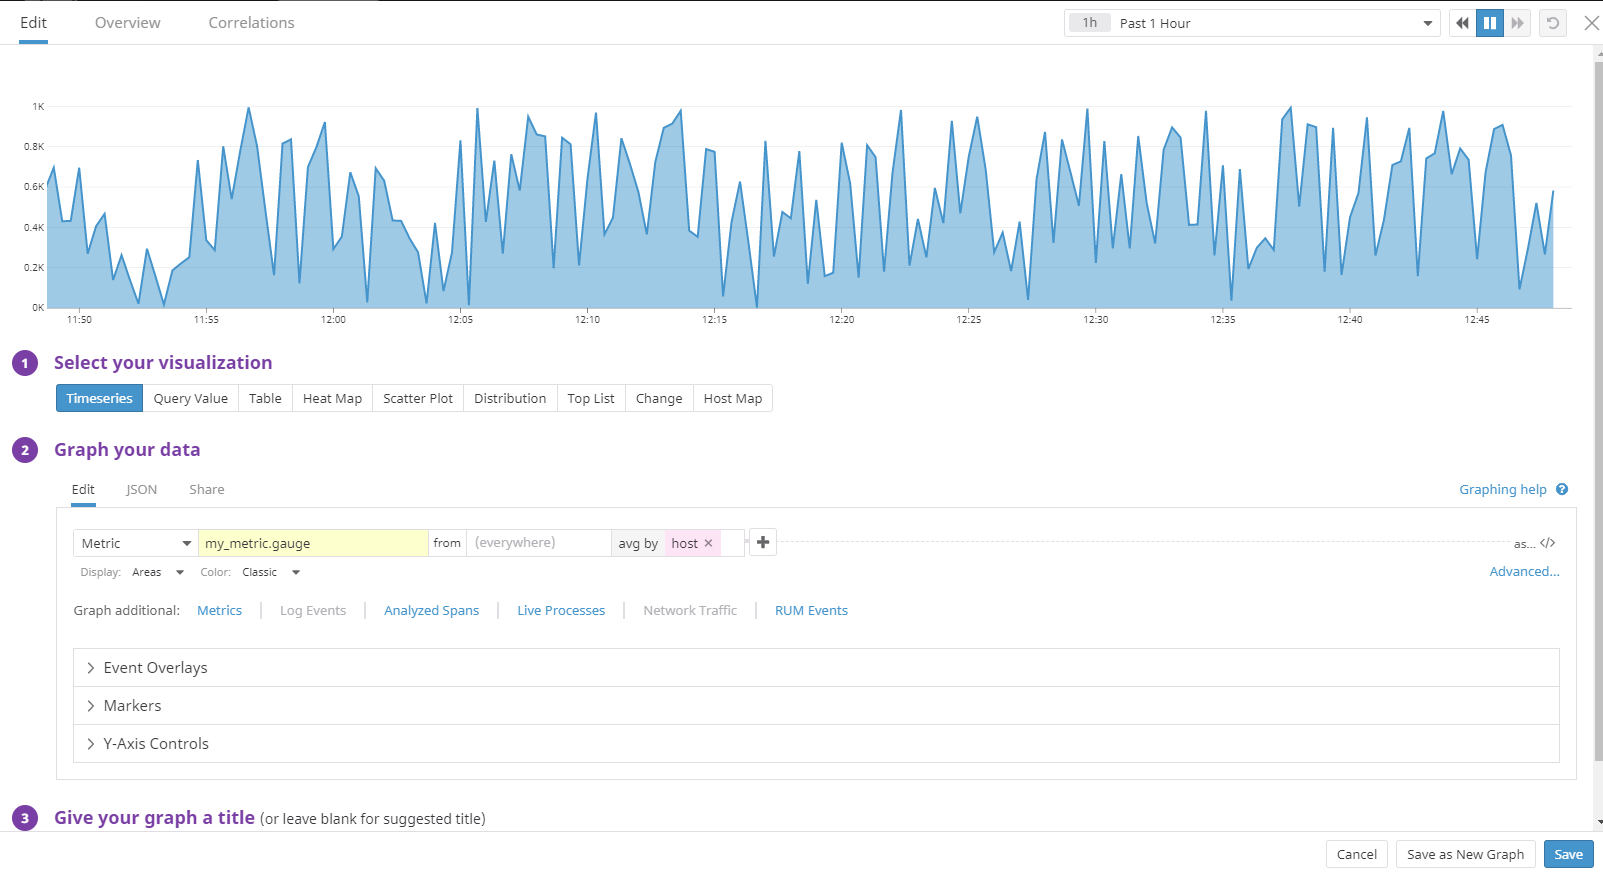 Edit Overview Correlations 1h Past 1 Hour
1K
0.8K
0.6K
0.4K
0.2K
0K
11:50 11:55 12:00 12:05 12:10 12:15 12:20 12:25 12:30 12:35 12:40 12:45
1 Select your visualization
Timeseries Query Value Table Heat Map Scatter Plot Distribution Top List Change Host Map
2 Graph your data
Edit JSON Share Graphing help ?
Metric my_metric.gauge from (everywhere) avg by host × + as... </>
Display: Areas Color: Classic Advanced...
Graph additional: Metrics | Log Events | Analyzed Spans | Live Processes | Network Traffic | RUM Events
> Event Overlays
> Markers
> Y-Axis Controls
3 Give your graph a title (or leave blank for suggested title)
Cancel Save as New Graph Save